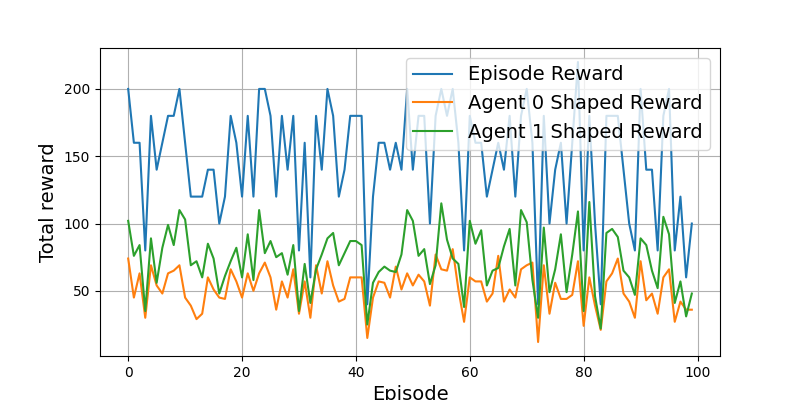 Episode Reward
Agent 0 Shaped Reward
Agent 1 Shaped Reward
200
150
100
50
Total reward
0 20 40 60 80 100
Episode